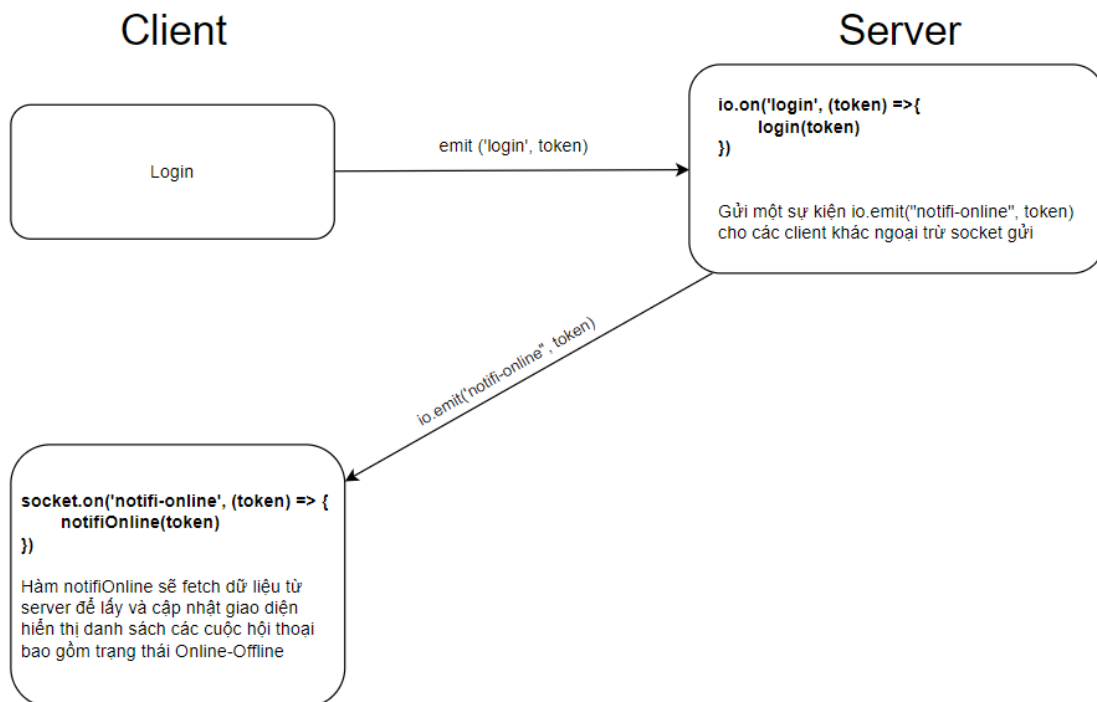 Client
Server
Login
emit ('login', token)
io.on('login', (token) =>{
login(token)
})
Gửi một sự kiện io.emit("notifi-online", token)
cho các client khác ngoại trừ socket gửi
io.emit('notifi-online", token)
socket.on('notifi-online', (token) => {
notifiOnline(token)
})
Hàm notifiOnline sẽ fetch dữ liệu từ
server để lấy và cập nhật giao diện
hiển thị danh sách các cuộc hội thoại
bao gồm trạng thái Online-Offline